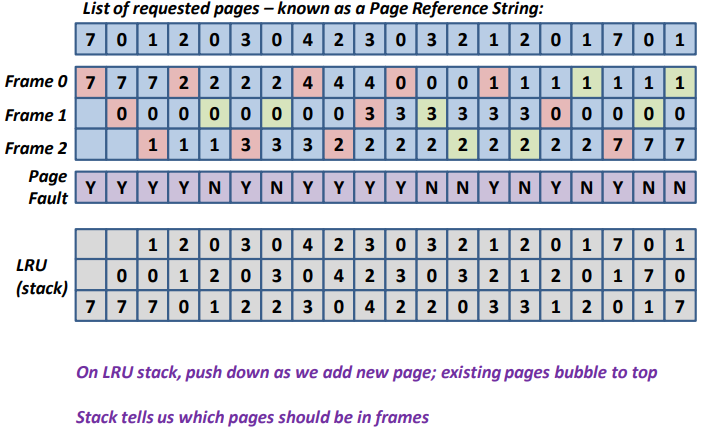 List of requested pages – known as a Page Reference String:
7 0 1 2 0 3 0 4 2 3 0 3 2 1 2 0 1 7 0 1
Frame 0 7 7 7 2 2 2 2 4 4 4 0 0 0 1 1 1 1 1 1 1
Frame 1 0 0 0 0 0 0 0 0 3 3 3 3 3 3 0 0 0 0 0
Frame 2 1 1 1 3 3 3 2 2 2 2 2 2 2 2 2 7 7 7
Page
Fault Y Y Y Y N Y N Y Y Y Y N N Y N Y N Y N N
1 2 0 3 0 4 2 3 0 3 2 1 2 0 1 7 0 1
LRU
(stack) 0 0 1 2 0 3 0 4 2 3 0 3 2 1 2 0 1 7 0
7 7 7 0 1 2 2 3 0 4 2 2 0 3 3 1 2 0 1 7
On LRU stack, push down as we add new page; existing pages bubble to top
Stack tells us which pages should be in frames